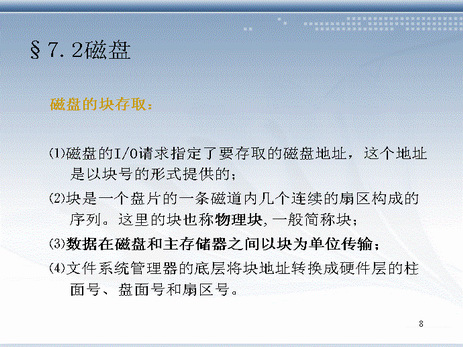 §7.2磁盘
磁盘的块存取：
⑴磁盘的I/O请求指定了要存取的磁盘地址，这个地址
是以块号的形式提供的；
⑵块是一个盘片的一条磁道内几个连续的扇区构成的
序列。这里的块也称物理块,一般简称块；
⑶数据在磁盘和主存储器之间以块为单位传输；
⑷文件系统管理器的底层将块地址转换成硬件层的柱
面号、盘面号和扇区号。
8